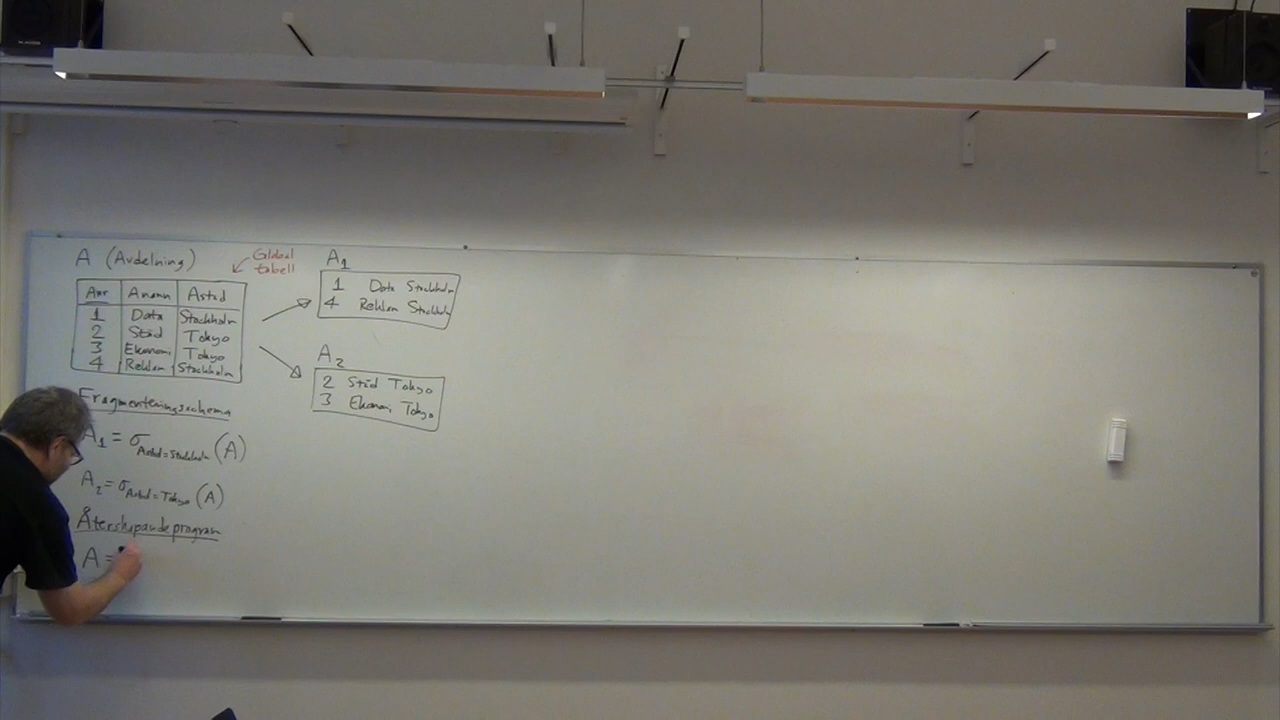 A (Avdelning)
Global
tabell
Anr Anamn Astad
1 Data Stockholm
2 Städ Tokyo
3 Ekonomi Tokyo
4 Reklam Stockholm
A1
1 Data Stockholm
4 Reklam Stockholm
A2
2 Städ Tokyo
3 Ekonomi Tokyo
Fragmenteringsschema
A1 = σAstad=Stockholm (A)
A2 = σAstad=Tokyo (A)
Återskapandeprogram
A =